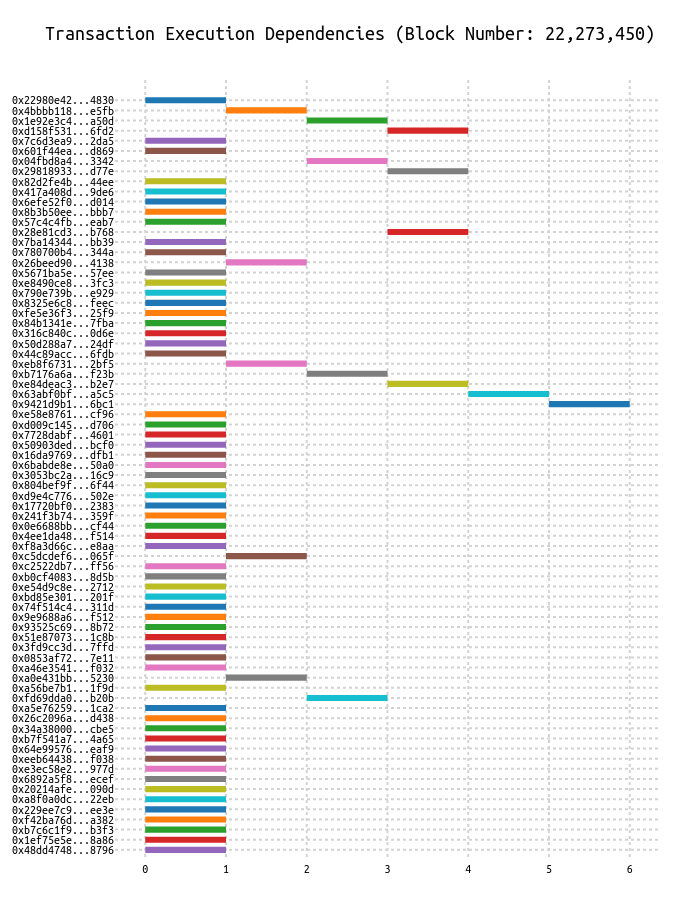 Transaction Execution Dependencies (Block Number: 22,273,450)
0x22980e42...4830
0x4bbbb118...e5fb
0x1e92e3c4...a50d
0xd158f531...6fd2
0x7c6d3ea9...2da5
0x601f44ea...d869
0x04fbd8a4...3342
0x29818933...d77e
0x82d2fe4b...44ee
0x417a408d...9de6
0x6efe52f0...d014
0x8b3b50ee...bbb7
0x57c4c4fb...eab7
0x28e81cd3...b768
0x7ba14344...bb39
0x780700b4...344a
0x26beed90...4138
0x5671ba5e...57ee
0xe8490ce8...3fc3
0x790e739b...e929
0x8325e6c8...feec
0xfe5e36f3...25f9
0x84b1341e...7fba
0x316c840c...0d6e
0x50d288a7...24df
0x44c89acc...6fdb
0xeb8f6731...2bf5
0xb7176a6a...f23b
0xe84deac3...b2e7
0x63abf0bf...a5c5
0x9421d9b1...6bc1
0xe58e8761...cf96
0xd009c145...d706
0x7728dabf...4601
0x50903ded...bcf0
0x16da9769...dfb1
0x6babde8e...50a0
0x3053bc2a...16c9
0x804bef9f...6f44
0xd9e4c776...502e
0x17720bf0...2383
0x241f3b74...359f
0x0e6688bb...cf44
0x4ee1da48...f514
0xf8a3d66c...e8aa
0xc5dcdef6...065f
0xc2522db7...ff56
0xb0cf4083...8d5b
0xe54d9c8e...2712
0xbd85e301...201f
0x74f514c4...311d
0x9e9688a6...f512
0x93525c69...8b72
0x51e87073...1c8b
0x3fd9cc3d...7ffd
0x0853af72...7e11
0xa46e3541...f032
0xa0e431bb...5230
0xa56be7b1...1f9d
0xfd69dda0...b20b
0xa5e76259...1ca2
0x26c2096a...d438
0x34a38000...cbe5
0xb7f541a7...4a65
0x64e99576...eaf9
0xeeb64438...f038
0xe3ec58e2...977d
0x6892a5f8...ecef
0x20214afe...090d
0xa8f0a0dc...22eb
0x229ee7c9...ee3e
0xf42ba76d...a382
0xb7c6c1f9...b3f3
0x1ef75e5e...8a86
0x48dd4748...8796
0 1 2 3 4 5 6